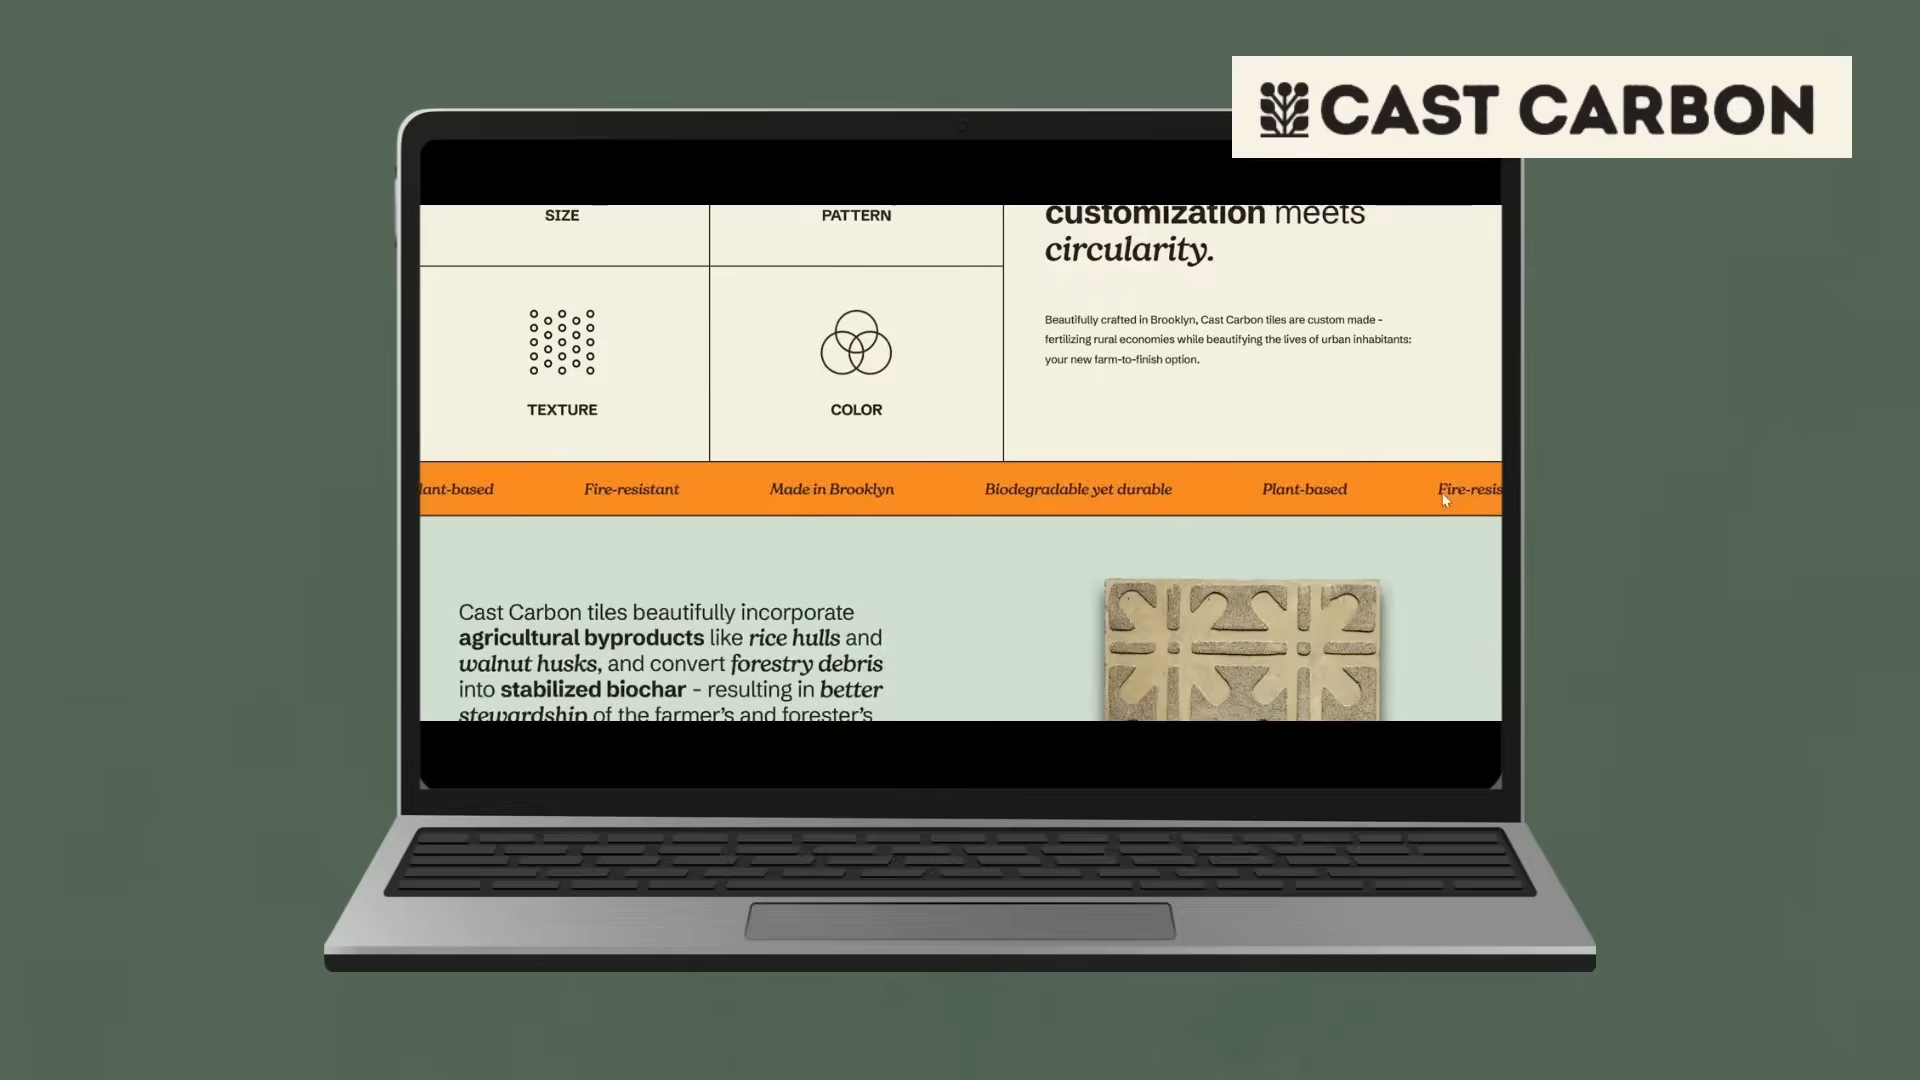 CAST CARBON
SIZE
PATTERN
customization meets
circularity.
TEXTURE
COLOR
Beautifully crafted in Brooklyn, Cast Carbon tiles are custom made -
fertilizing rural economies while beautifying the lives of urban inhabitants:
your new farm-to-finish option.
lant-based Fire-resistant Made in Brooklyn Biodegradable yet durable Plant-based Fire-resis
Cast Carbon tiles beautifully incorporate
agricultural byproducts like rice hulls and
walnut husks, and convert forestry debris
into stabilized biochar - resulting in better
stewardship of the farmer's and forester's